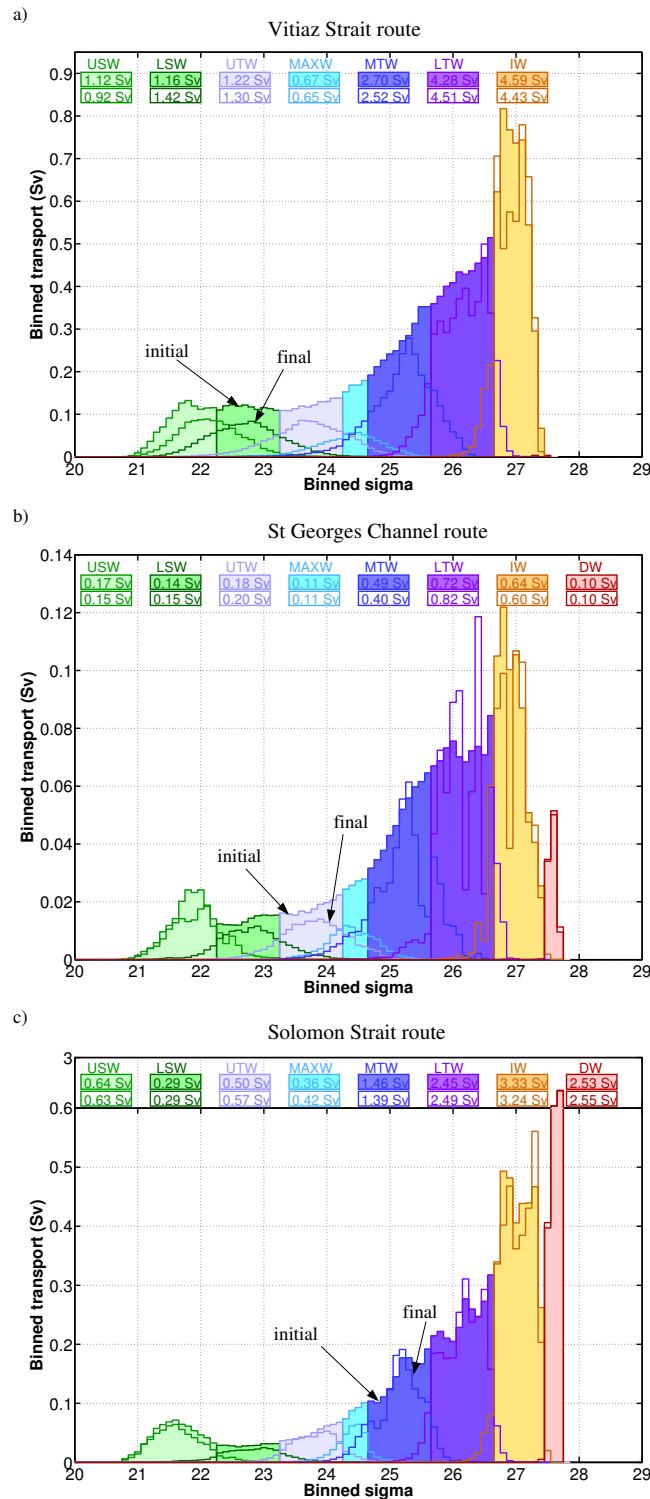 a)
Vitiaz Strait route
USW LSW UTW MAXW MTW LTW IW
1.12 Sv 1.16 Sv 1.22 Sv 0.67 Sv 2.70 Sv 4.28 Sv 4.59 Sv
0.92 Sv 1.42 Sv 1.30 Sv 0.65 Sv 2.52 Sv 4.51 Sv 4.43 Sv
0.9
0.8
0.7
0.6
0.5
0.4
0.3
0.2
0.1
0
Binned transport (Sv)
initial
final
20 21 22 23 24 25 26 27 28 29
Binned sigma
b)
St Georges Channel route
USW LSW UTW MAXW MTW LTW IW DW
0.17 Sv 0.14 Sv 0.18 Sv 0.11 Sv 0.49 Sv 0.72 Sv 0.64 Sv 0.10 Sv
0.15 Sv 0.15 Sv 0.20 Sv 0.11 Sv 0.40 Sv 0.82 Sv 0.60 Sv 0.10 Sv
0.14
0.12
0.1
0.08
0.06
0.04
0.02
0
Binned transport (Sv)
initial
final
20 21 22 23 24 25 26 27 28 29
Binned sigma
c)
Solomon Strait route
USW LSW UTW MAXW MTW LTW IW DW
0.64 Sv 0.29 Sv 0.50 Sv 0.36 Sv 1.46 Sv 2.45 Sv 3.33 Sv 2.53 Sv
0.63 Sv 0.29 Sv 0.57 Sv 0.42 Sv 1.39 Sv 2.49 Sv 3.24 Sv 2.55 Sv
3
0.6
0.5
0.4
0.3
0.2
0.1
0
Binned transport (Sv)
initial
final
20 21 22 23 24 25 26 27 28 29
Binned sigma